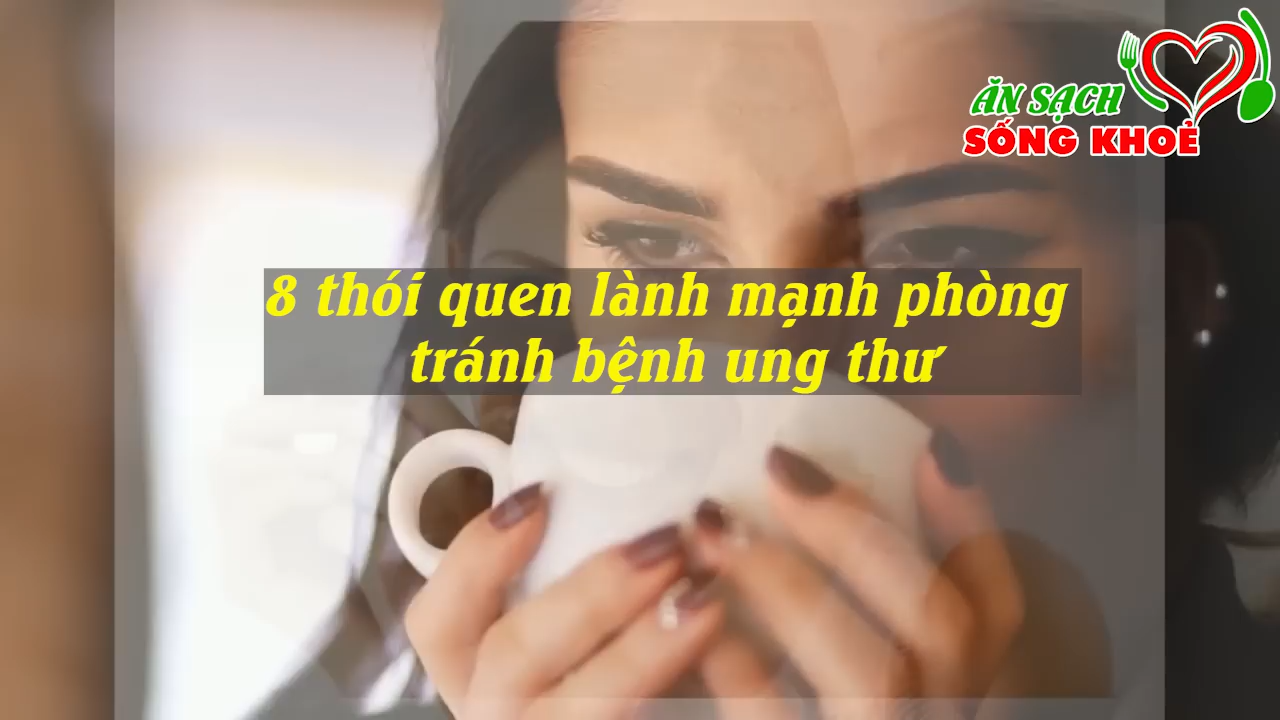 ĂN SẠCH
SỐNG KHOẺ
8 thói quen lành mạnh phòng
tránh bệnh ung thư